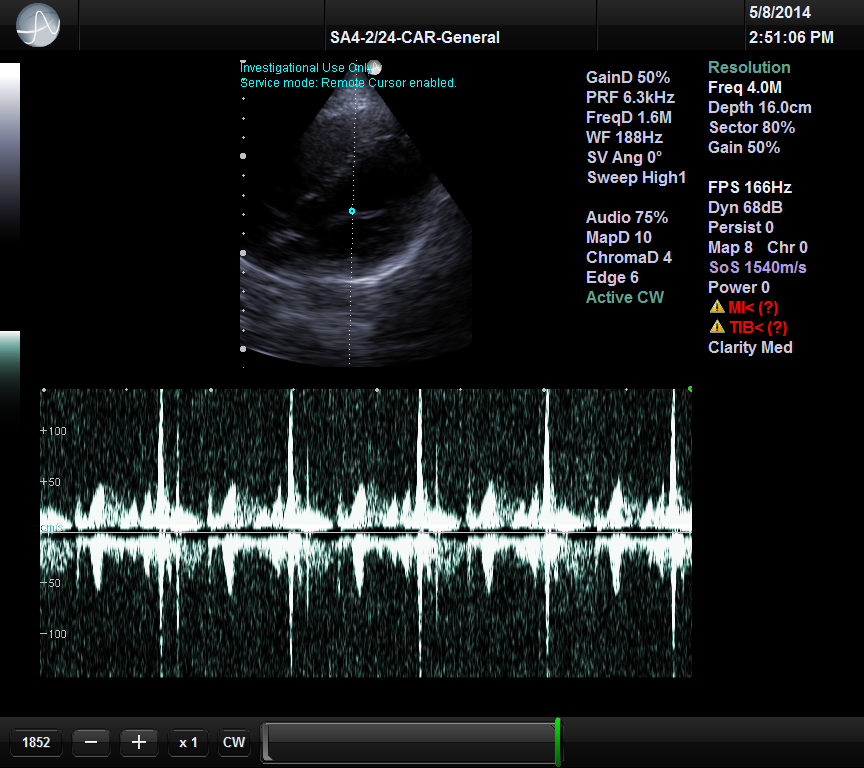 5/8/2014
SA4-2/24-CAR-General
2:51:06 PM
Investigational Use Only
Service mode: Remote Cursor enabled.
GainD 50%
PRF 6.3kHz
FreqD 1.6M
WF 188Hz
SV Ang 0°
Sweep High1
Audio 75%
MapD 10
ChromaD 4
Edge 6
Active CW
Resolution
Freq 4.0M
Depth 16.0cm
Sector 80%
Gain 50%
FPS 166Hz
Dyn 68dB
Persist 0
Map 8 Chr 0
SoS 1540m/s
Power 0
MI< (?)
TIB< (?)
Clarity Med
+100
+50
cm/s
-50
-100
1852
−
+
x 1
CW